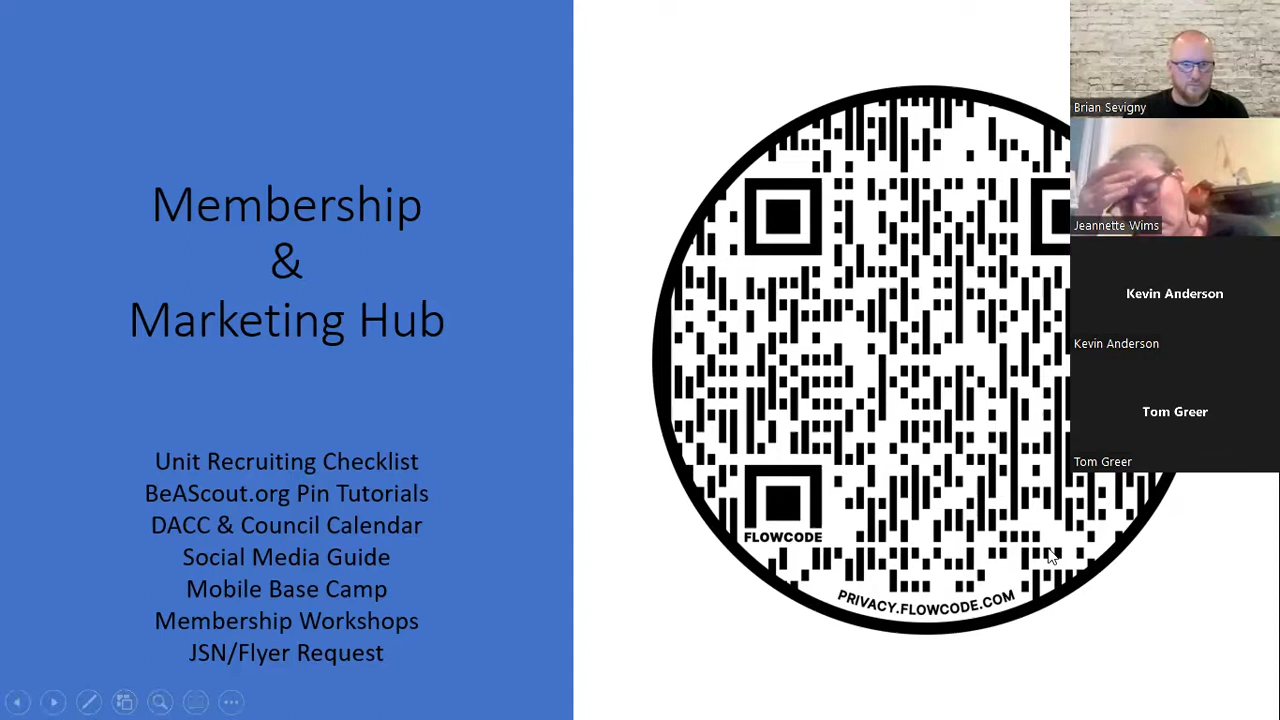 Membership
&
Marketing Hub
Unit Recruiting Checklist
BeAScout.org Pin Tutorials
DACC & Council Calendar
Social Media Guide
Mobile Base Camp
Membership Workshops
JSN/Flyer Request
FLOWCODE
PRIVACY.FLOWCODE.COM
Brian Sevigny
Jeannette Wims
Kevin Anderson
Kevin Anderson
Tom Greer
Tom Greer